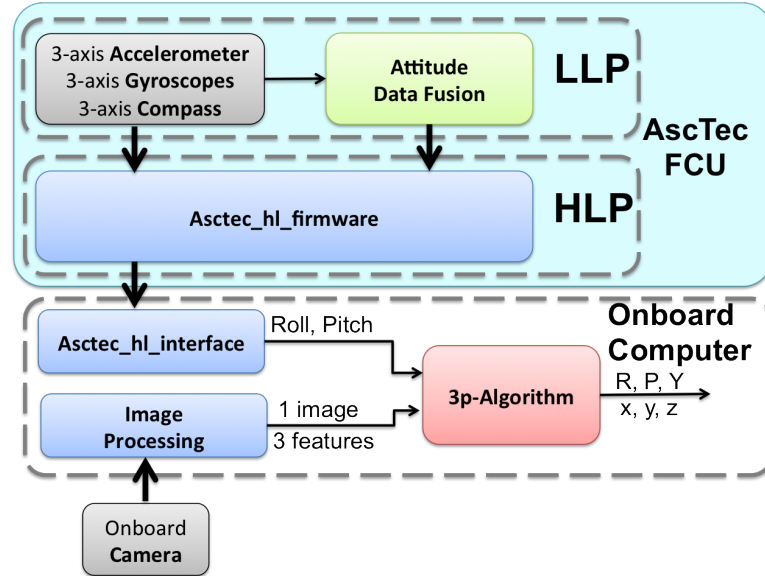 3-axis Accelerometer
3-axis Gyroscopes
3-axis Compass
Attitude
Data Fusion
LLP
AscTec
FCU
Asctec_hl_firmware
HLP
Onboard
Computer
Asctec_hl_interface
Roll, Pitch
Image
Processing
1 image
3 features
3p-Algorithm
R, P, Y
x, y, z
Onboard
Camera